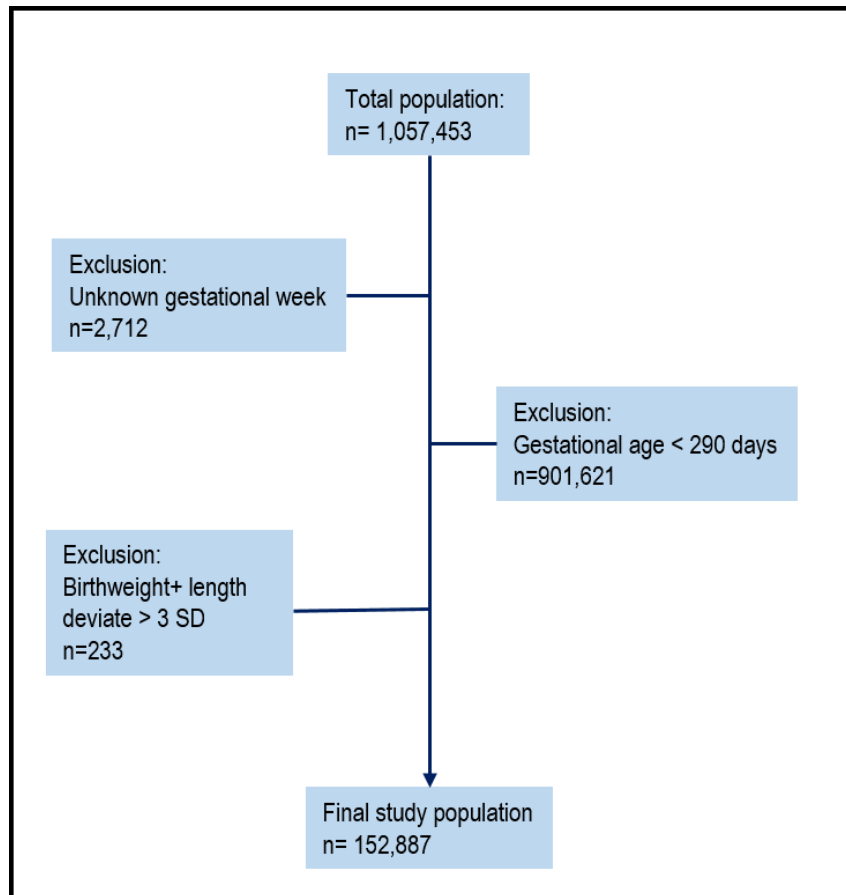 Total population:
n= 1,057,453
Exclusion:
Unknown gestational week
n=2,712
Exclusion:
Gestational age < 290 days
n=901,621
Exclusion:
Birthweight+ length
deviate > 3 SD
n=233
Final study population
n= 152,887